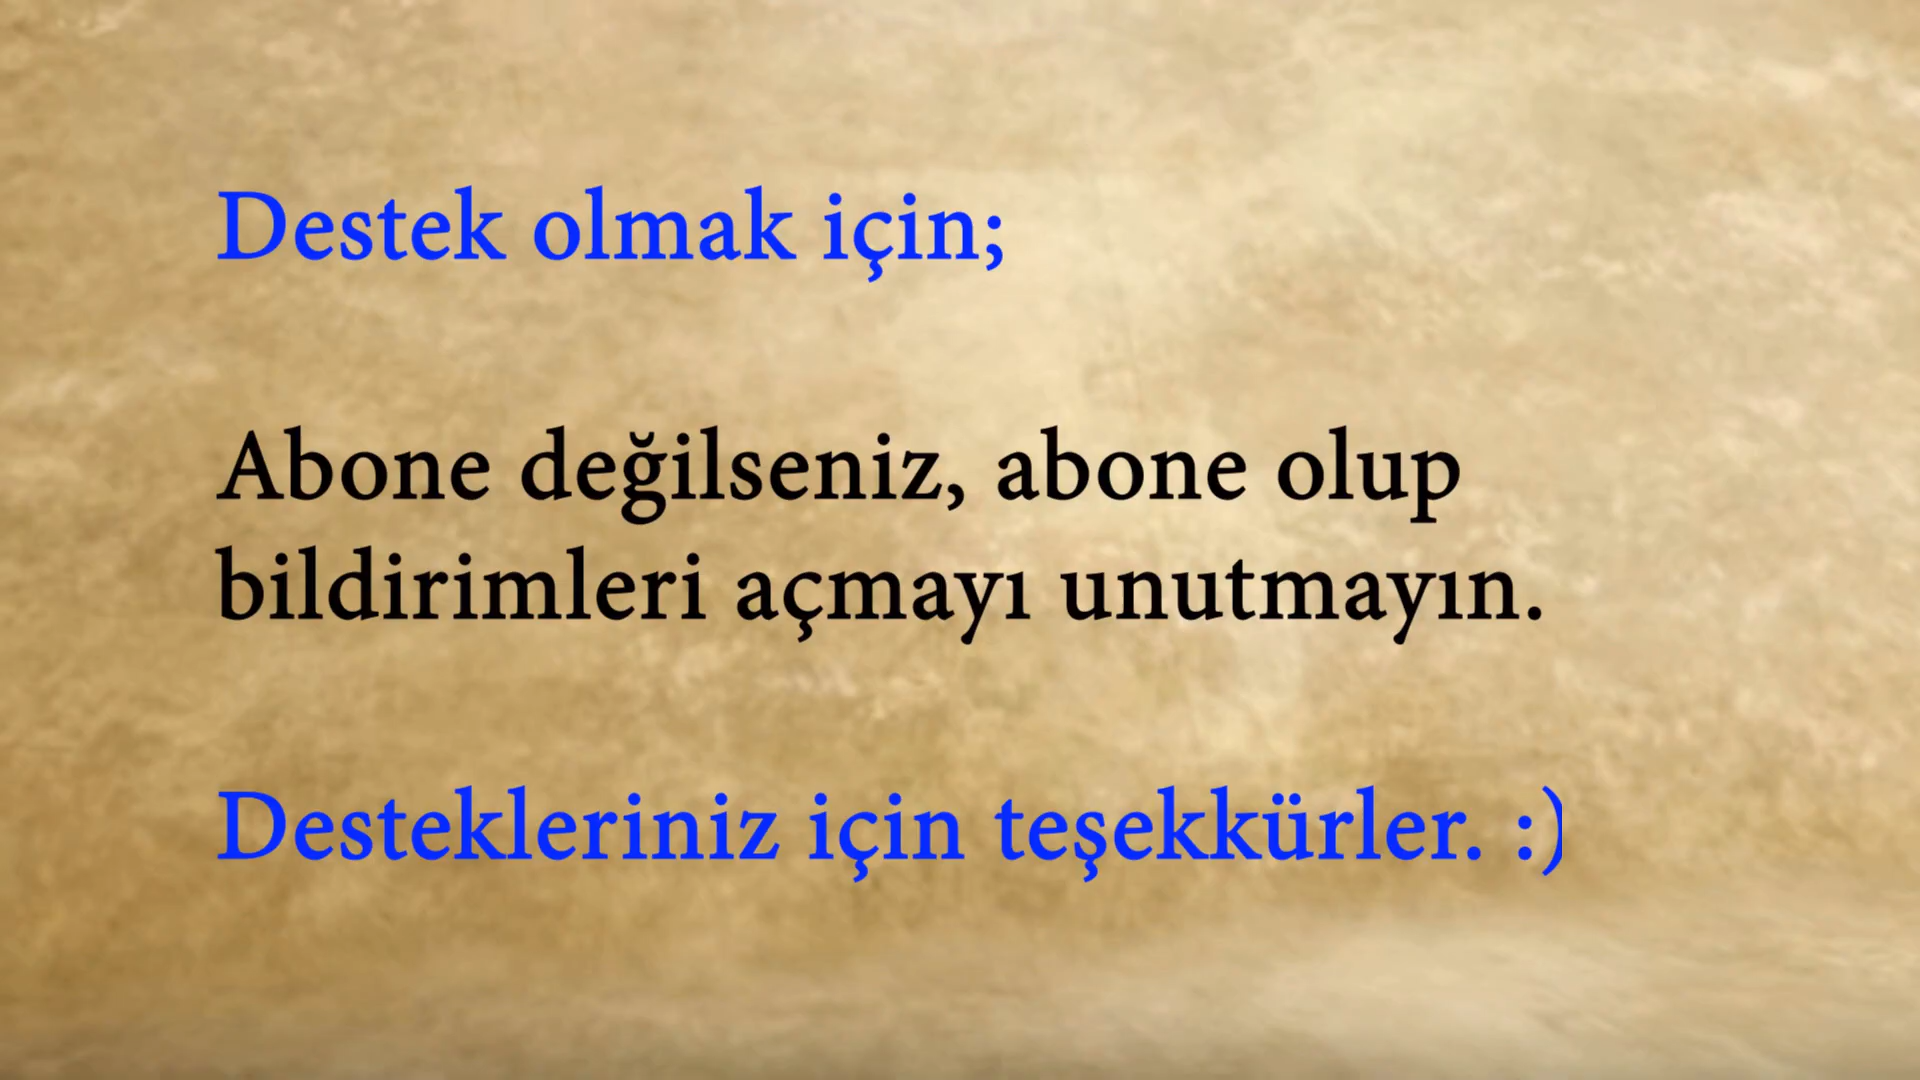 Destek olmak için;
Abone değilseniz, abone olup
bildirimleri açmayı unutmayın.
Destekleriniz için teşekkürler. :)